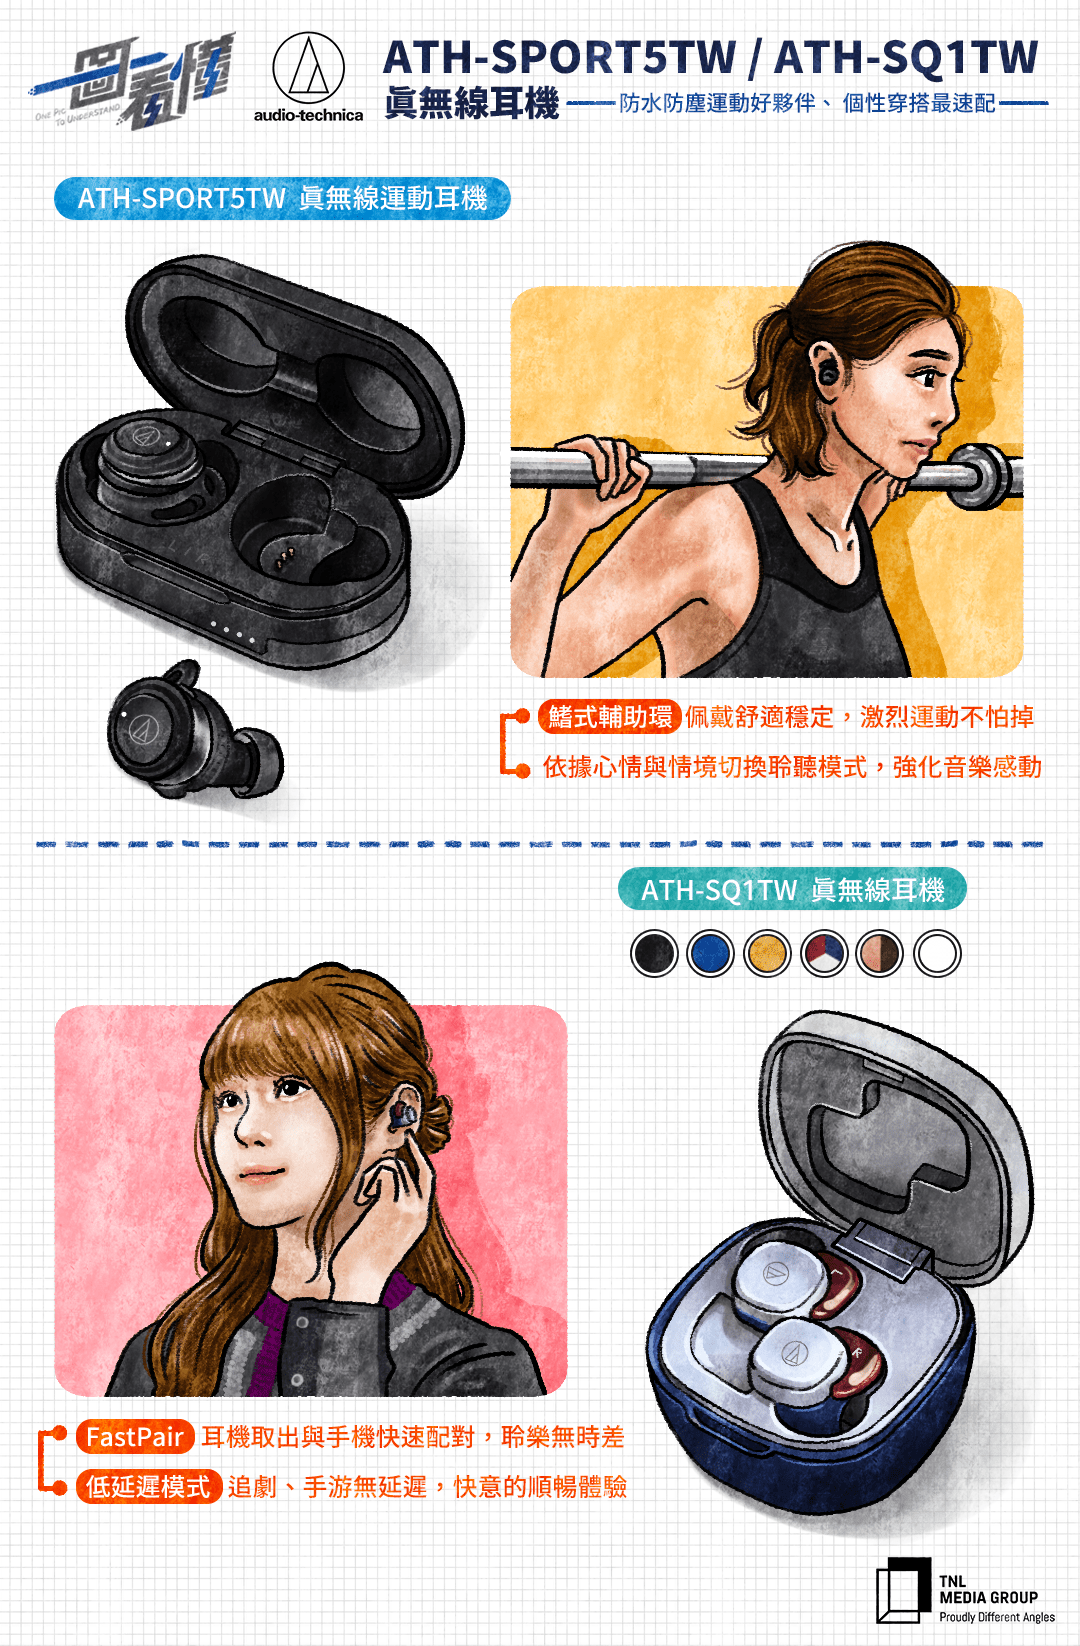 一圖看懂
ONE PIC
TO UNDERSTAND
audio-technica
ATH-SPORT5TW / ATH-SQ1TW
真無線耳機 防水防塵運動好夥伴、個性穿搭最速配
ATH-SPORT5TW 真無線運動耳機
鰭式輔助環 佩戴舒適穩定，激烈運動不怕掉
依據心情與情境切換聆聽模式，強化音樂感動
ATH-SQ1TW 真無線耳機
L
R
FastPair 耳機取出與手機快速配對，聆樂無時差
低延遲模式 追劇、手游無延遲，快意的順暢體驗
TNL
MEDIA GROUP
Proudly Different Angles